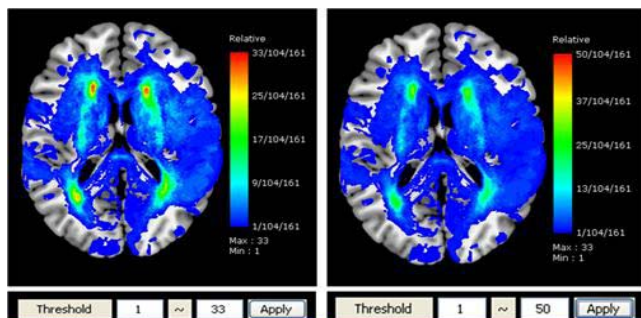 Relative
33/104/161
25/104/161
17/104/161
9/104/161
1/104/161
Max : 33
Min : 1
Threshold 1 ~ 33 Apply
Relative
50/104/161
37/104/161
25/104/161
13/104/161
1/104/161
Max : 33
Min : 1
Threshold 1 ~ 50 Apply